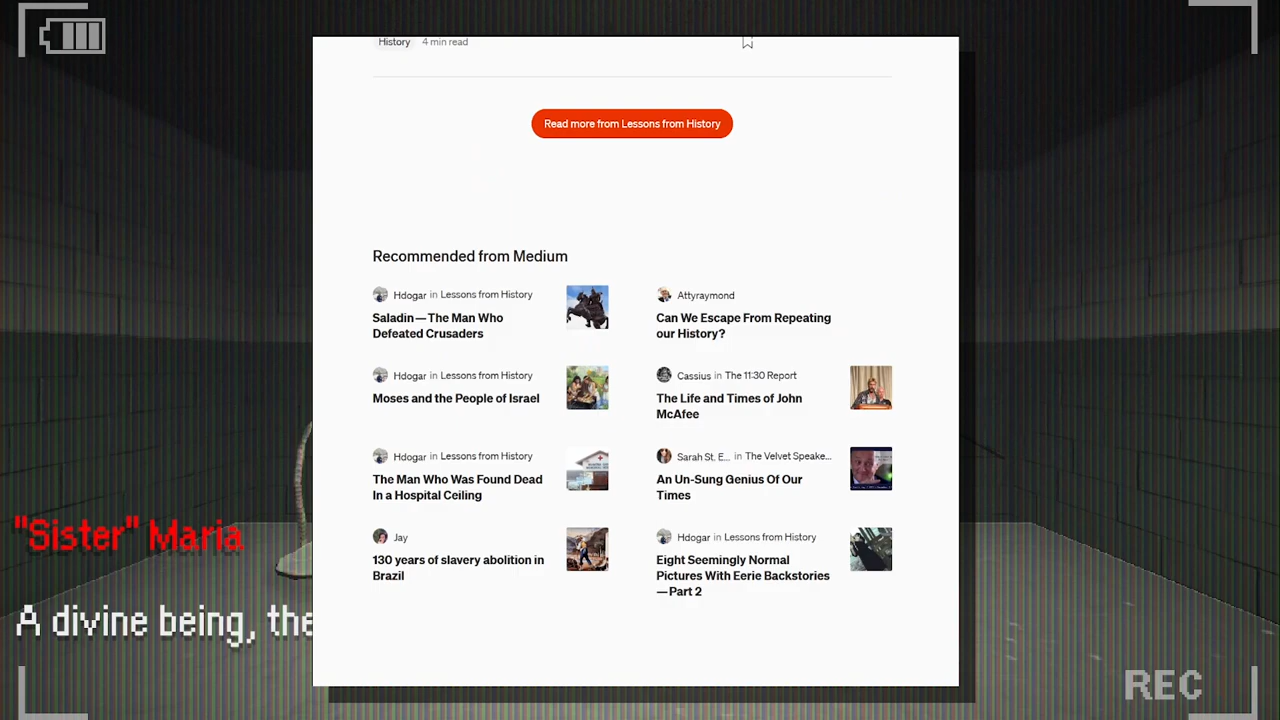 History 4 min read
Read more from Lessons from History
Recommended from Medium
Hdogar in Lessons from History
Saladin — The Man Who
Defeated Crusaders
Attyraymond
Can We Escape From Repeating
our History?
Hdogar in Lessons from History
Moses and the People of Israel
Cassius in The 11:30 Report
The Life and Times of John
McAfee
Hdogar in Lessons from History
The Man Who Was Found Dead
In a Hospital Ceiling
Sarah St. E... in The Velvet Speake...
An Un-Sung Genius Of Our
Times
Jay
130 years of slavery abolition in
Brazil
Hdogar in Lessons from History
Eight Seemingly Normal
Pictures With Eerie Backstories
— Part 2
"Sister" Maria
A divine being, the
REC